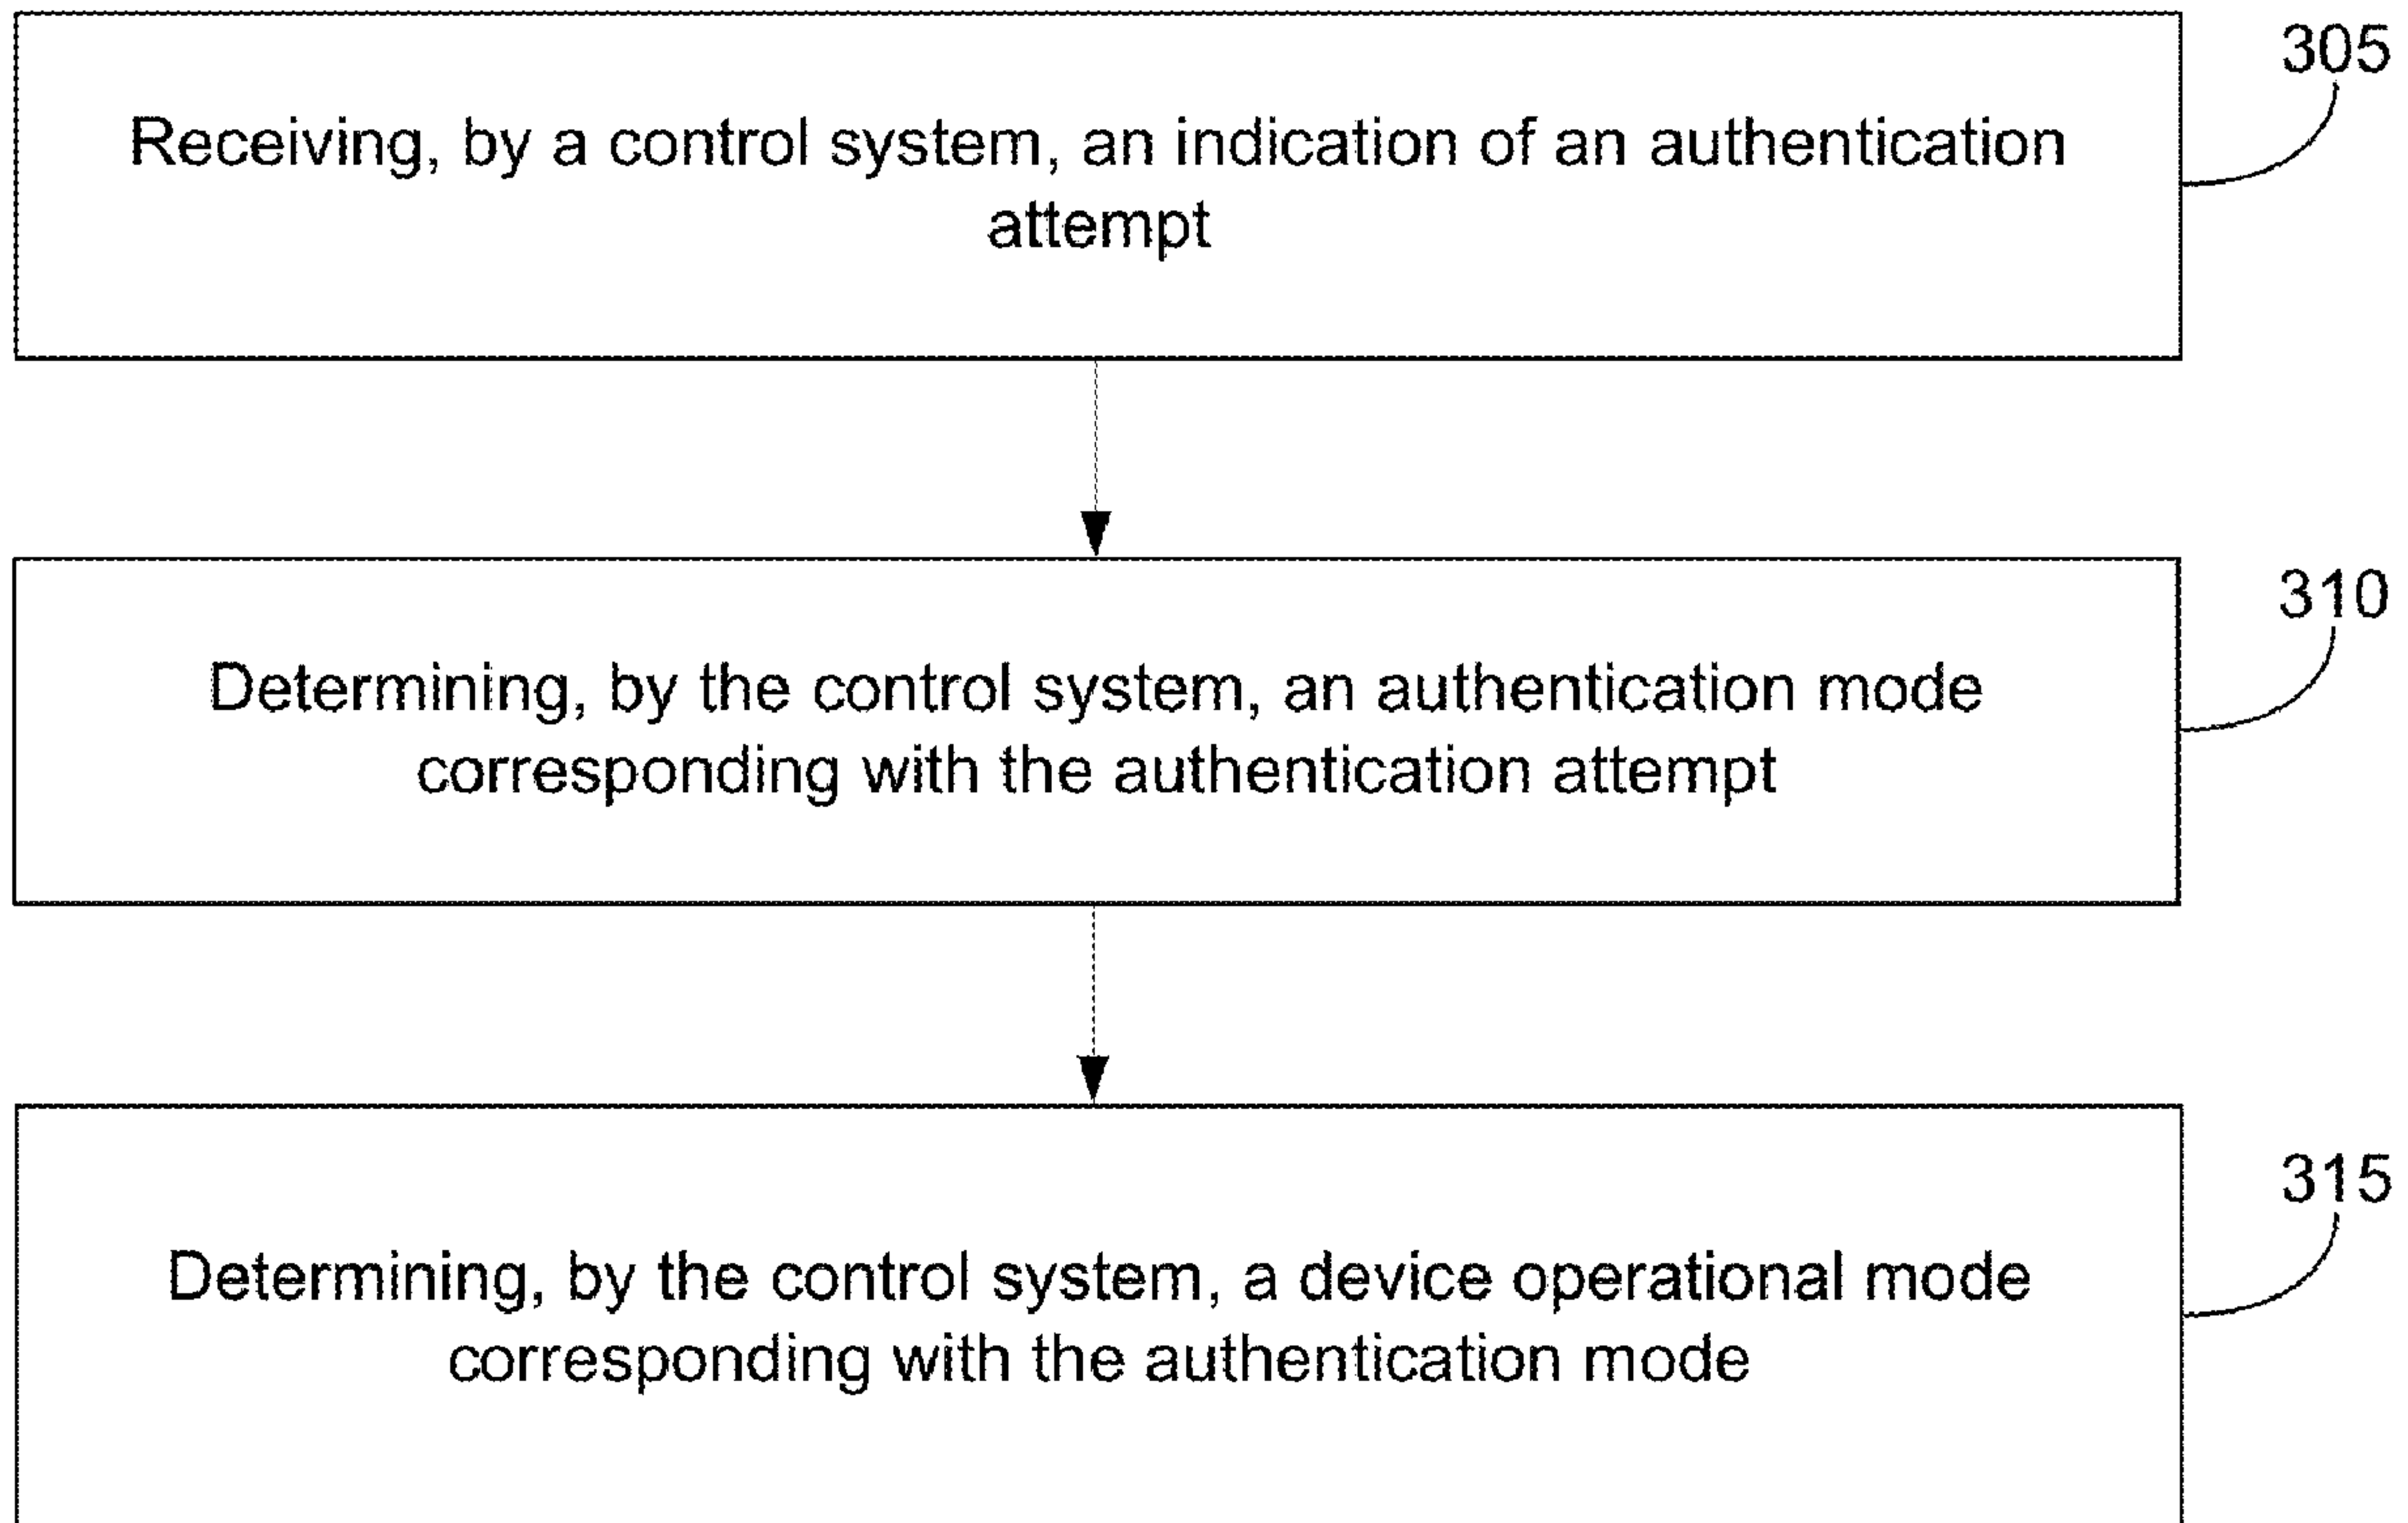 305
Receiving, by a control system, an indication of an authentication
attempt
310
Determining, by the control system, an authentication mode
corresponding with the authentication attempt
315
Determining, by the control system, a device operational mode
corresponding with the authentication mode